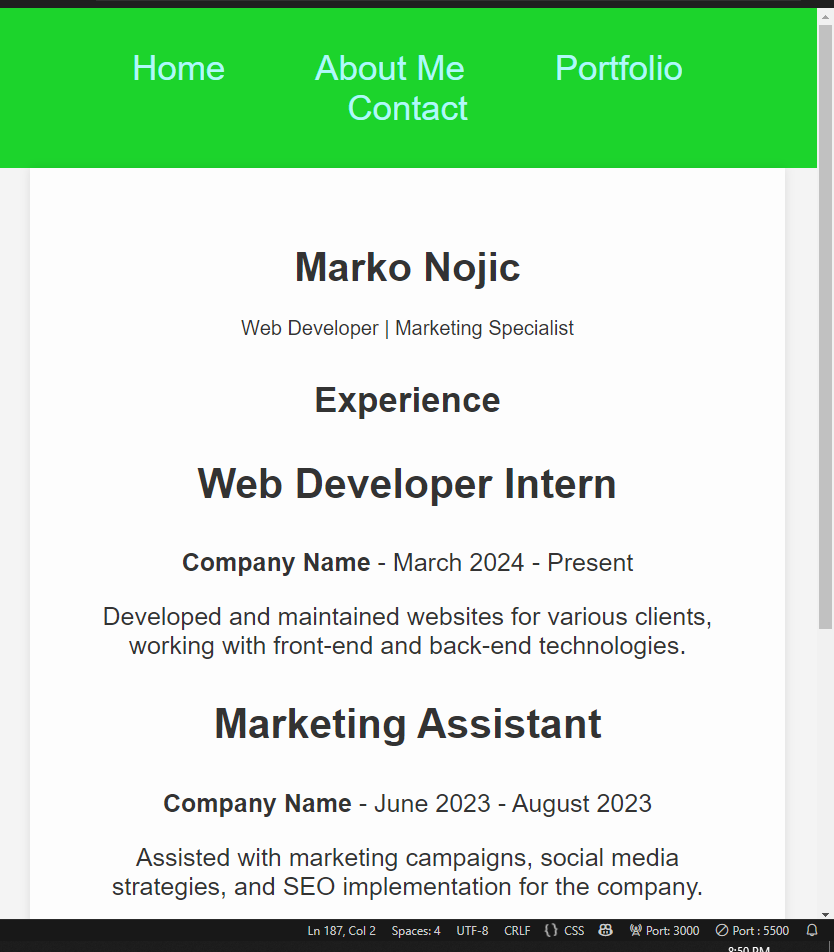 Home About Me Portfolio
Contact
Marko Nojic
Web Developer | Marketing Specialist
Experience
Web Developer Intern
Company Name - March 2024 - Present
Developed and maintained websites for various clients,
working with front-end and back-end technologies.
Marketing Assistant
Company Name - June 2023 - August 2023
Assisted with marketing campaigns, social media
strategies, and SEO implementation for the company.
Ln 187, Col 2 Spaces: 4 UTF-8 CRLF {} CSS Port: 3000 Port : 5500
8:50 PM